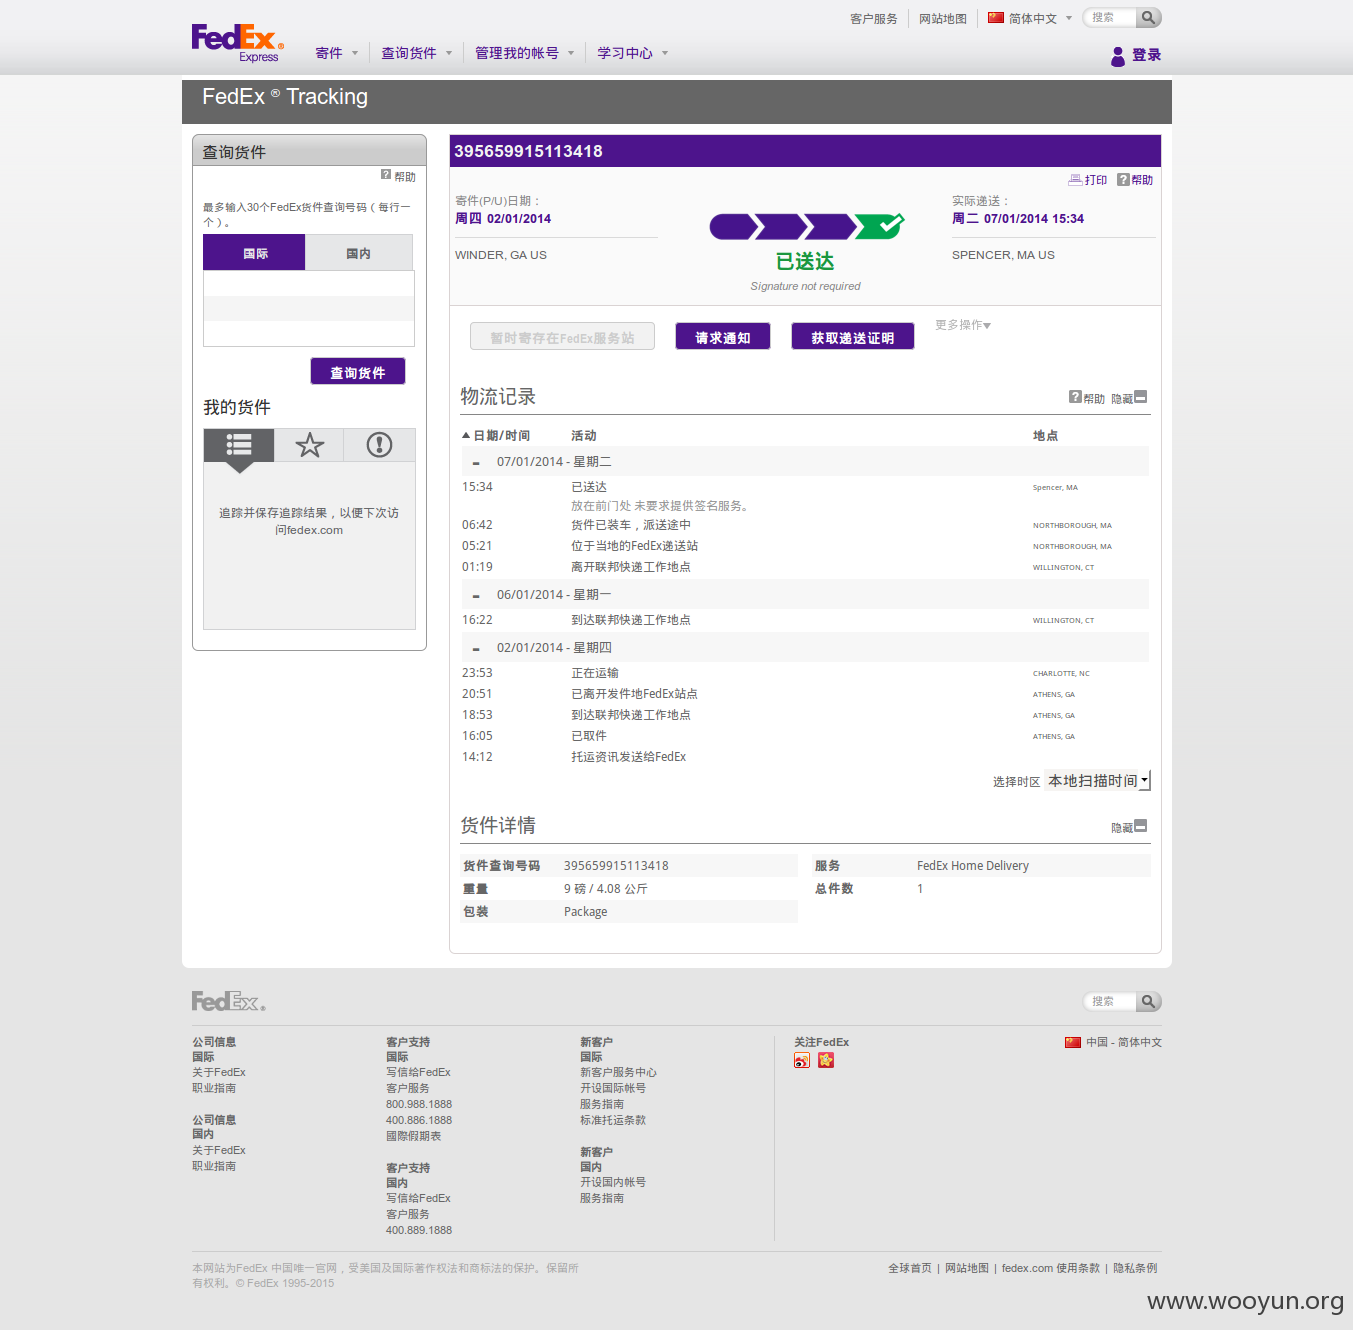 客户服务 网站地图 简体中文 搜索
FedEx® Express
寄件 查询货件 管理我的帐号 学习中心 登录
FedEx ® Tracking
查询货件
帮助
最多输入30个FedEx货件查询号码（每行一
个）。
国际 国内
查询货件
我的货件
追踪并保存追踪结果，以便下次访
问fedex.com
395659915113418
打印 帮助
寄件(P/U)日期：
周四 02/01/2014
WINDER, GA US
已送达
Signature not required
实际递送：
周二 07/01/2014 15:34
SPENCER, MA US
暂时寄存在FedEx服务站 请求通知 获取递送证明 更多操作
物流记录 帮助 隐藏
日期/时间 活动 地点
- 07/01/2014 - 星期二
15:34 已送达 Spencer, MA
放在前门处 未要求提供签名服务。
06:42 货件已装车，派送途中 NORTHBOROUGH, MA
05:21 位于当地的FedEx递送站 NORTHBOROUGH, MA
01:19 离开联邦快递工作地点 WILLINGTON, CT
- 06/01/2014 - 星期一
16:22 到达联邦快递工作地点 WILLINGTON, CT
- 02/01/2014 - 星期四
23:53 正在运输 CHARLOTTE, NC
20:51 已离开发件地FedEx站点 ATHENS, GA
18:53 到达联邦快递工作地点 ATHENS, GA
16:05 已取件 ATHENS, GA
14:12 托运资讯发送给FedEx
选择时区 本地扫描时间
货件详情 隐藏
货件查询号码 395659915113418 服务 FedEx Home Delivery
重量 9 磅 / 4.08 公斤 总件数 1
包装 Package
FedEx® 搜索
公司信息
国际
关于FedEx
职业指南
公司信息
国内
关于FedEx
职业指南
客户支持
国际
写信给FedEx
客户服务
800.988.1888
400.886.1888
國際假期表
客户支持
国内
写信给FedEx
客户服务
400.889.1888
新客户
国际
新客户服务中心
开设国际帐号
服务指南
标准托运条款
新客户
国内
开设国内帐号
服务指南
关注FedEx
中国 - 简体中文
本网站为FedEx 中国唯一官网，受美国及国际著作权法和商标法的保护。保留所
有权利。© FedEx 1995-2015
全球首页 | 网站地图 | fedex.com 使用条款 | 隐私条例
www.wooyun.org